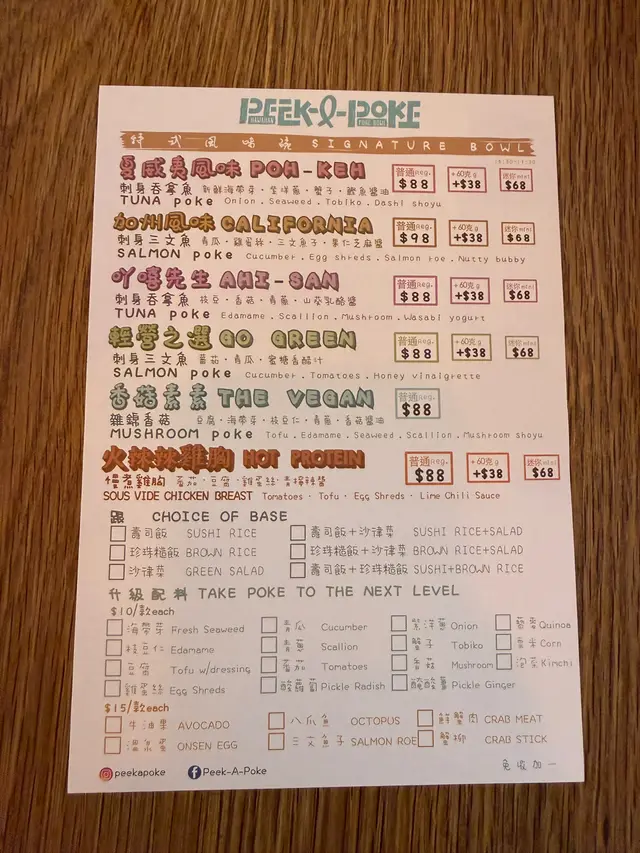 PEEK-A-POKE
特式風味碗 SIGNATURE BOWL
夏威夷風味 POH-KEH 普通reg. $88 +60克g +$38 迷你mini $68
刺身吞拿魚 新鮮海帶芽·全洋蔥·蟹子·鰹魚醬油
TUNA poke Onion . Seaweed . Tobiko . Dashi shoyu
加州風味 CALIFORNIA 普通reg. $98 +60克g +$38 迷你mini $68
刺身三文魚 青瓜·雞蛋絲·三文魚子·果仁芝麻醬
SALMON poke Cucumber . Egg shreds . Salmon roe . Nutty bubby
吖嘻先生 AHI-SAN 普通reg. $88 +60克g +$38 迷你mini $68
刺身吞拿魚 枝豆·香菇·青蔥·山葵乳酪醬
TUNA poke Edamame . Scallion . Mushroom . Wasabi yogurt
輕營之選 GO GREEN 普通reg. $88 +60克g +$38 迷你mini $68
刺身三文魚 蕃茄·青瓜·蜜糖香醋汁
SALMON poke Cucumber . Tomatoes . Honey vinaigrette
香菇素素 THE VEGAN 普通reg. $88
雜錦香菇 豆腐·海帶芽·枝豆仁·青蔥·香菇醬油
MUSHROOM poke Tofu . Edamame . Seaweed . Scallion . Mushroom shoyu
火辣辣雞胸 HOT PROTEIN 普通reg. $88 +60克g +$38 迷你mini $68
慢煮雞胸 蕃茄·豆腐·雞蛋絲·青檸辣醬
SOUS VIDE CHICKEN BREAST Tomatoes · Tofu · Egg Shreds · Lime Chili Sauce
跟 CHOICE OF BASE
壽司飯 SUSHI RICE 壽司飯+沙律菜 SUSHI RICE+SALAD
珍珠糙飯 BROWN RICE 珍珠糙飯+沙律菜 BROWN RICE+SALAD
沙律菜 GREEN SALAD 壽司飯+珍珠糙飯 SUSHI+BROWN RICE
升級配料 TAKE POKE TO THE NEXT LEVEL
$10/款each
海帶芽 Fresh Seaweed 青瓜 Cucumber 紫洋蔥 Onion 藜麥 Quinoa
枝豆仁 Edamame 青蔥 Scallion 蟹子 Tobiko 粟米 Corn
豆腐 Tofu w/dressing 蕃茄 Tomatoes 香菇 Mushroom 泡菜 Kimchi
雞蛋絲 Egg Shreds 酸蘿蔔 Pickle Radish 酸薑 Pickle Ginger
$15/款each
牛油果 AVOCADO 八爪魚 OCTOPUS 鮮蟹肉 CRAB MEAT
溫泉蛋 ONSEN EGG 三文魚子 SALMON ROE 蟹柳 CRAB STICK
peekapoke Peek-A-Poke 免收加一